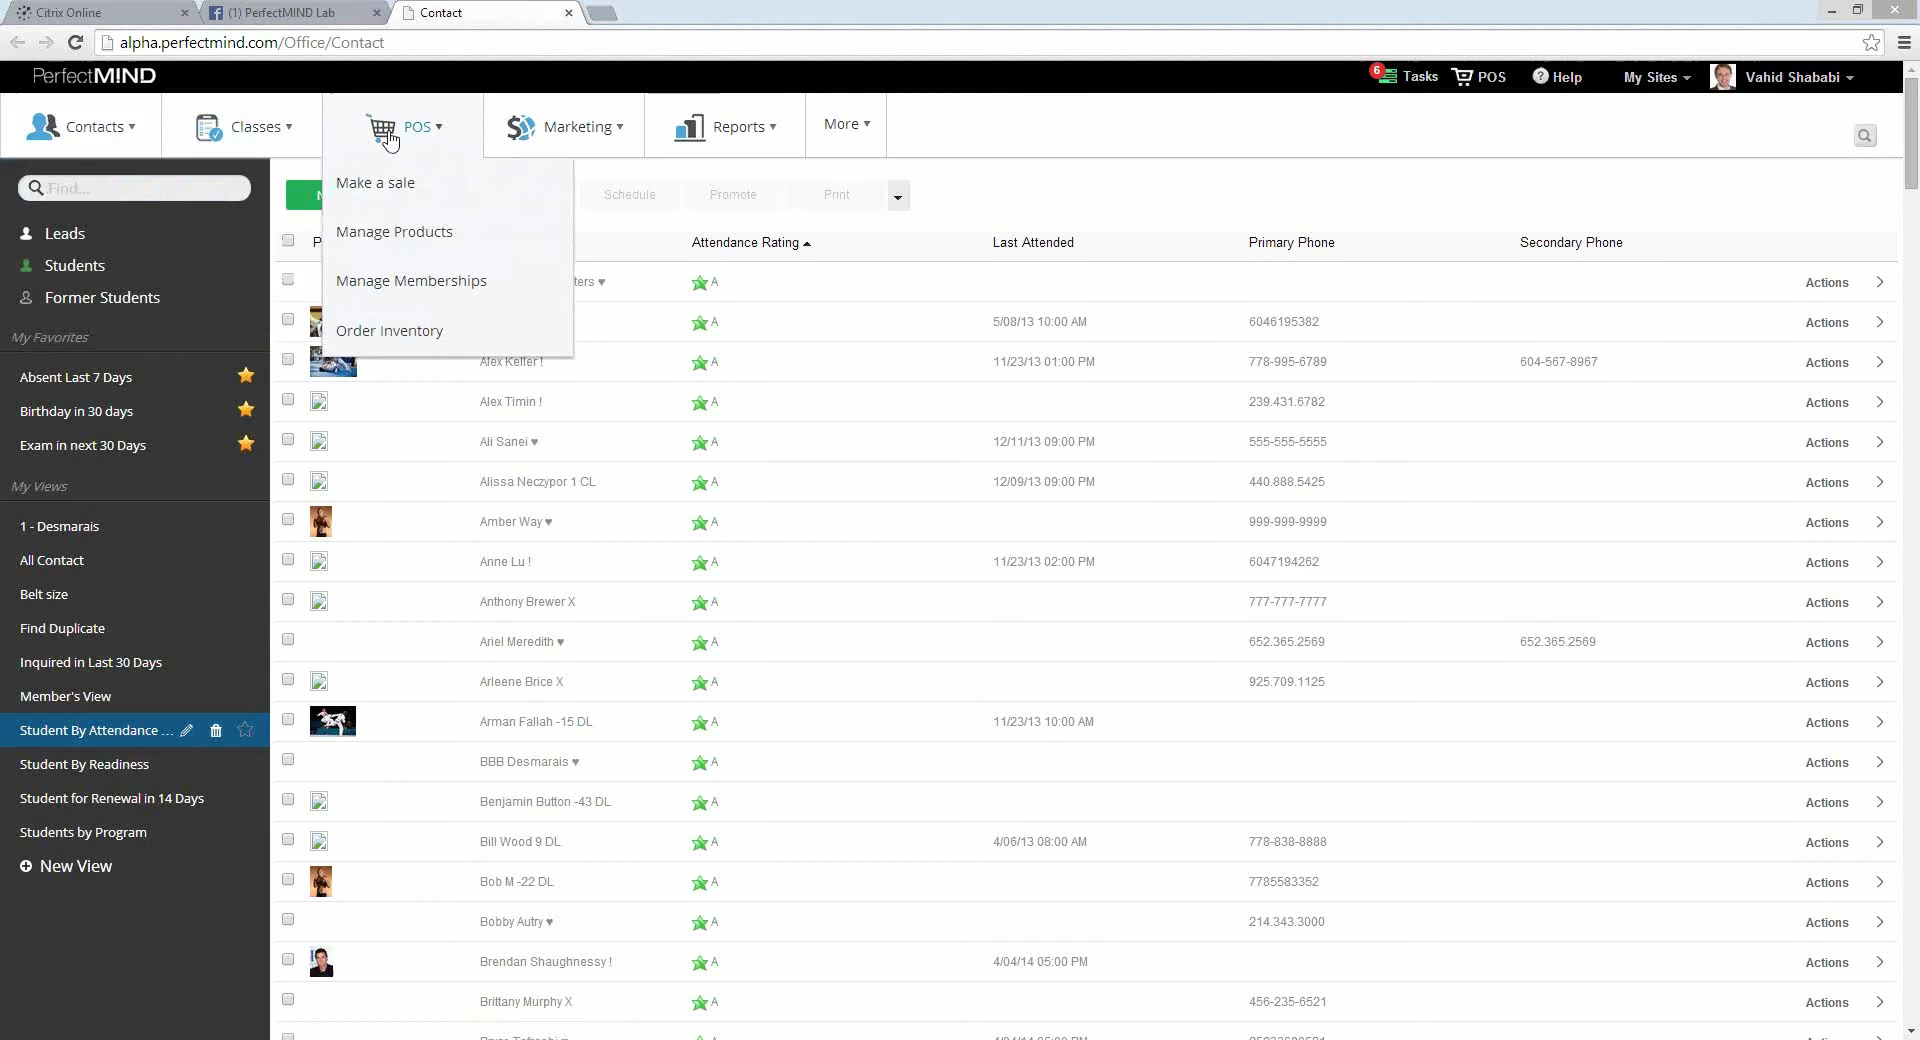 Citrix Online
(1) PerfectMIND Lab
Contact
alpha.perfectmind.com/Office/Contact
PerfectMIND
6 Tasks POS Help My Sites Vahid Shababi
Contacts Classes POS Marketing Reports More
Find...
Leads
Students
Former Students
My Favorites
Absent Last 7 Days
Birthday in 30 days
Exam in next 30 Days
My Views
1 - Desmarais
All Contact
Belt size
Find Duplicate
Inquired in Last 30 Days
Member's View
Student By Attendance ...
Student By Readiness
Student for Renewal in 14 Days
Students by Program
New View
Make a sale
Manage Products
Manage Memberships
Order Inventory
Schedule Promote Print
Attendance Rating Last Attended Primary Phone Secondary Phone
ters ♥ A Actions
A 5/08/13 10:00 AM 6046195382 Actions
Alex Keller ! A 11/23/13 01:00 PM 778-995-6789 604-567-8967 Actions
Alex Timin ! A 239.431.6782 Actions
Ali Sanei ♥ A 12/11/13 09:00 PM 555-555-5555 Actions
Alissa Neczypor 1 CL A 12/09/13 09:00 PM 440.888.5425 Actions
Amber Way ♥ A 999-999-9999 Actions
Anne Lu ! A 11/23/13 02:00 PM 6047194262 Actions
Anthony Brewer X A 777-777-7777 Actions
Ariel Meredith ♥ A 652.365.2569 652.365.2569 Actions
Arleene Brice X A 925.709.1125 Actions
Arman Fallah -15 DL A 11/23/13 10:00 AM Actions
BBB Desmarais ♥ A Actions
Benjamin Button -43 DL A Actions
Bill Wood 9 DL A 4/06/13 08:00 AM 778-838-8888 Actions
Bob M -22 DL A 7785583352 Actions
Bobby Autry ♥ A 214.343.3000 Actions
Brendan Shaughnessy ! A 4/04/14 05:00 PM Actions
Brittany Murphy X A 456-235-6521 Actions